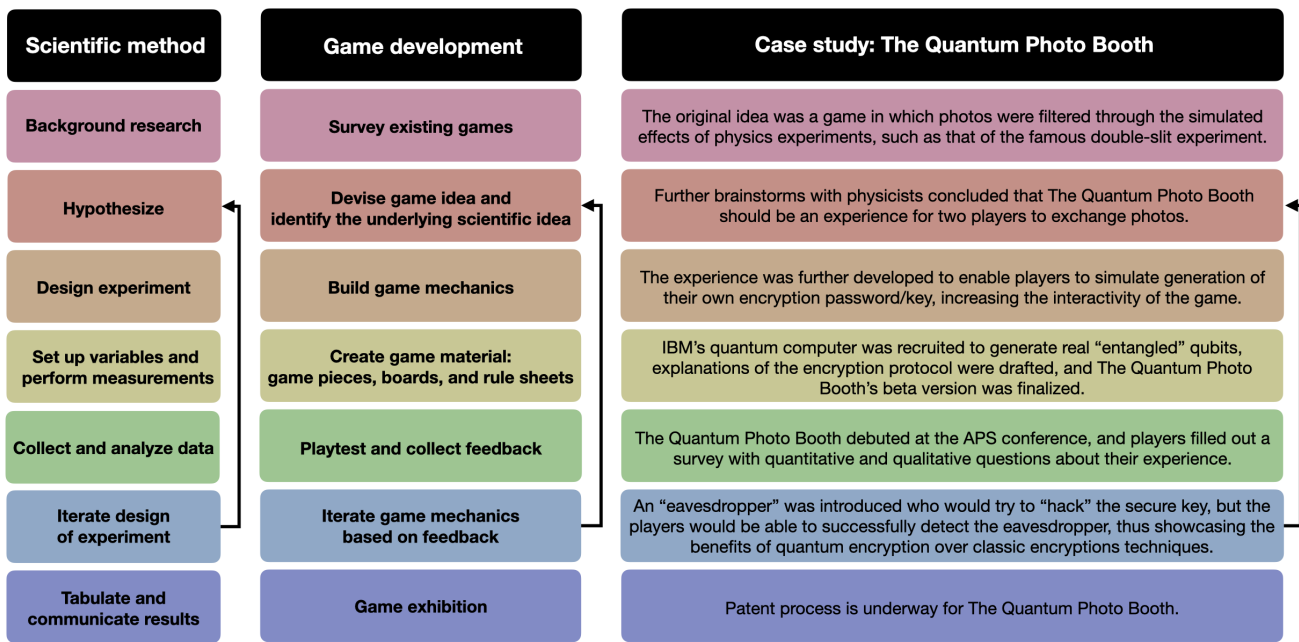 Scientific method
Game development
Case study: The Quantum Photo Booth
Background research
Survey existing games
The original idea was a game in which photos were filtered through the simulated
effects of physics experiments, such as that of the famous double-slit experiment.
Hypothesize
Devise game idea and
identify the underlying scientific idea
Further brainstorms with physicists concluded that The Quantum Photo Booth
should be an experience for two players to exchange photos.
Design experiment
Build game mechanics
The experience was further developed to enable players to simulate generation of
their own encryption password/key, increasing the interactivity of the game.
Set up variables and
perform measurements
Create game material:
game pieces, boards, and rule sheets
IBM's quantum computer was recruited to generate real “entangled” qubits,
explanations of the encryption protocol were drafted, and The Quantum Photo
Booth's beta version was finalized.
Collect and analyze data
Playtest and collect feedback
The Quantum Photo Booth debuted at the APS conference, and players filled out a
survey with quantitative and qualitative questions about their experience.
Iterate design
of experiment
Iterate game mechanics
based on feedback
An “eavesdropper” was introduced who would try to “hack” the secure key, but the
players would be able to successfully detect the eavesdropper, thus showcasing the
benefits of quantum encryption over classic encryptions techniques.
Tabulate and
communicate results
Game exhibition
Patent process is underway for The Quantum Photo Booth.